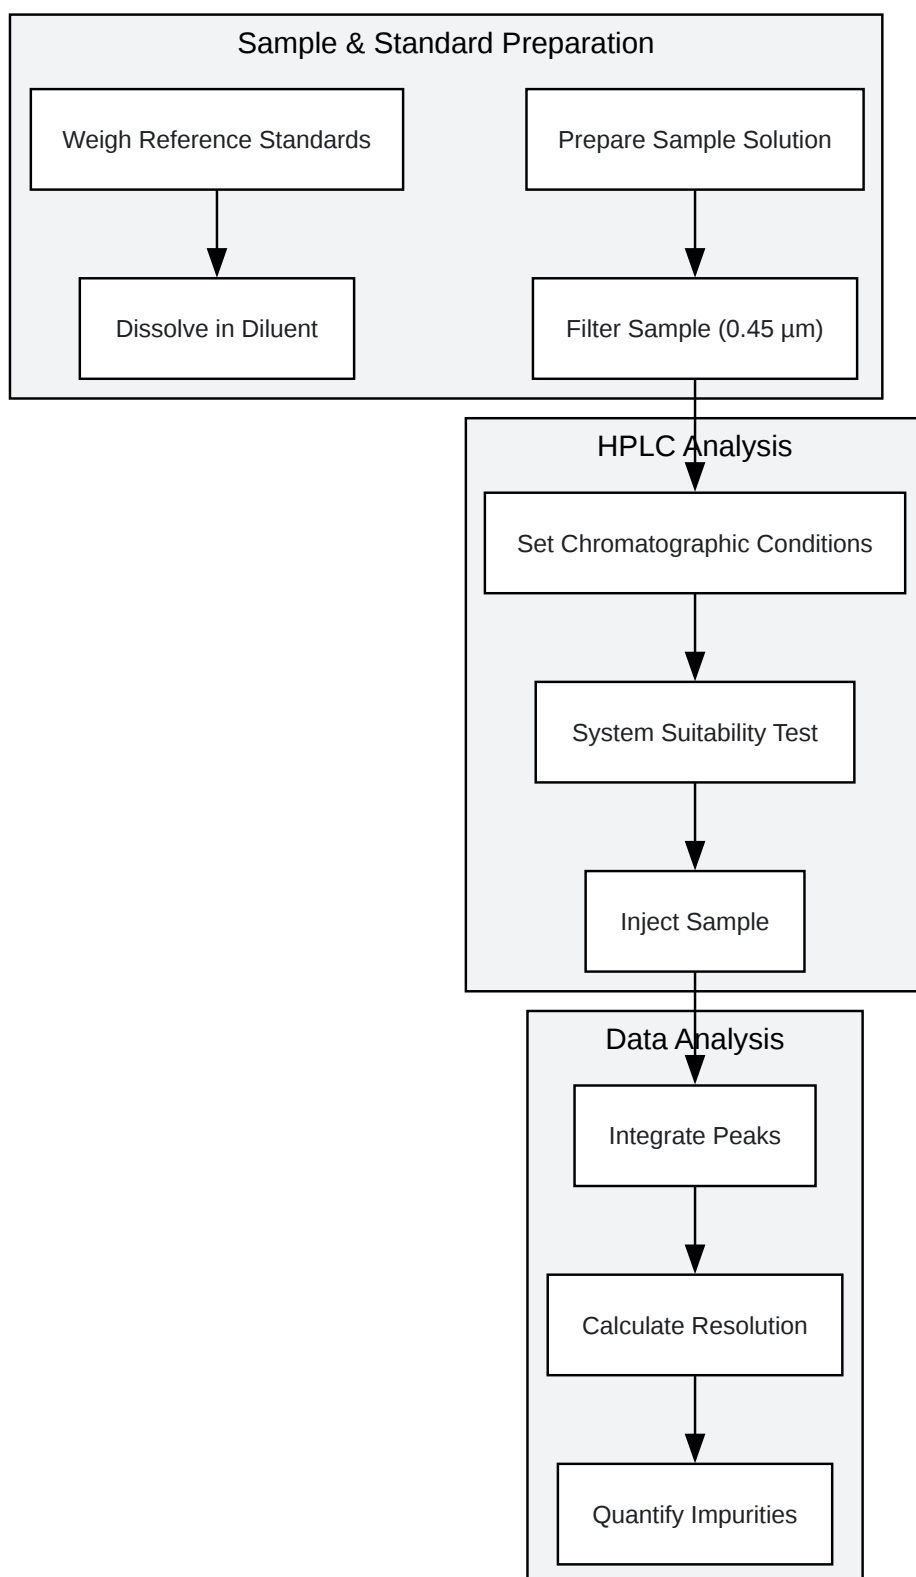 Sample & Standard Preparation
Weigh Reference Standards
Prepare Sample Solution
Dissolve in Diluent
Filter Sample (0.45 µm)
HPLC Analysis
Set Chromatographic Conditions
System Suitability Test
Inject Sample
Data Analysis
Integrate Peaks
Calculate Resolution
Quantify Impurities